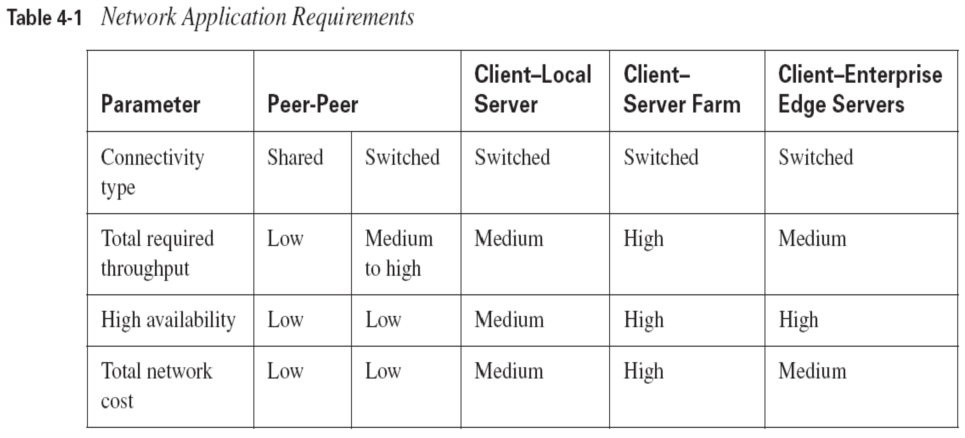 Table 4-1 Network Application Requirements
Parameter Peer-Peer Client–Local Server Client–Server Farm Client–Enterprise Edge Servers
Connectivity type Shared Switched Switched Switched Switched
Total required throughput Low Medium to high Medium High Medium
High availability Low Low Medium High High
Total network cost Low Low Medium High Medium